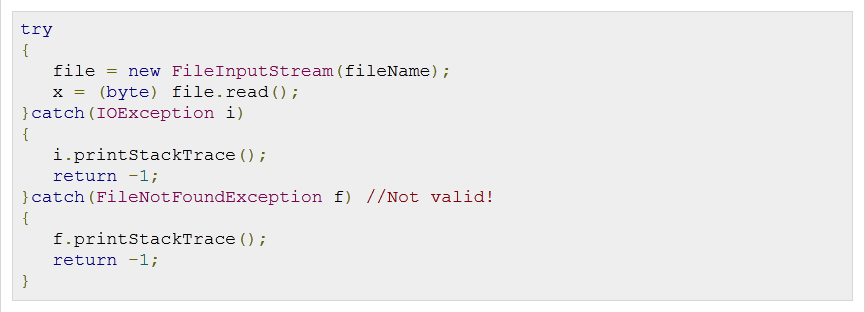 try
{
   file = new FileInputStream(fileName);
   x = (byte) file.read();
}catch(IOException i)
{
   i.printStackTrace();
   return -1;
}catch(FileNotFoundException f) //Not valid!
{
   f.printStackTrace();
   return -1;
}